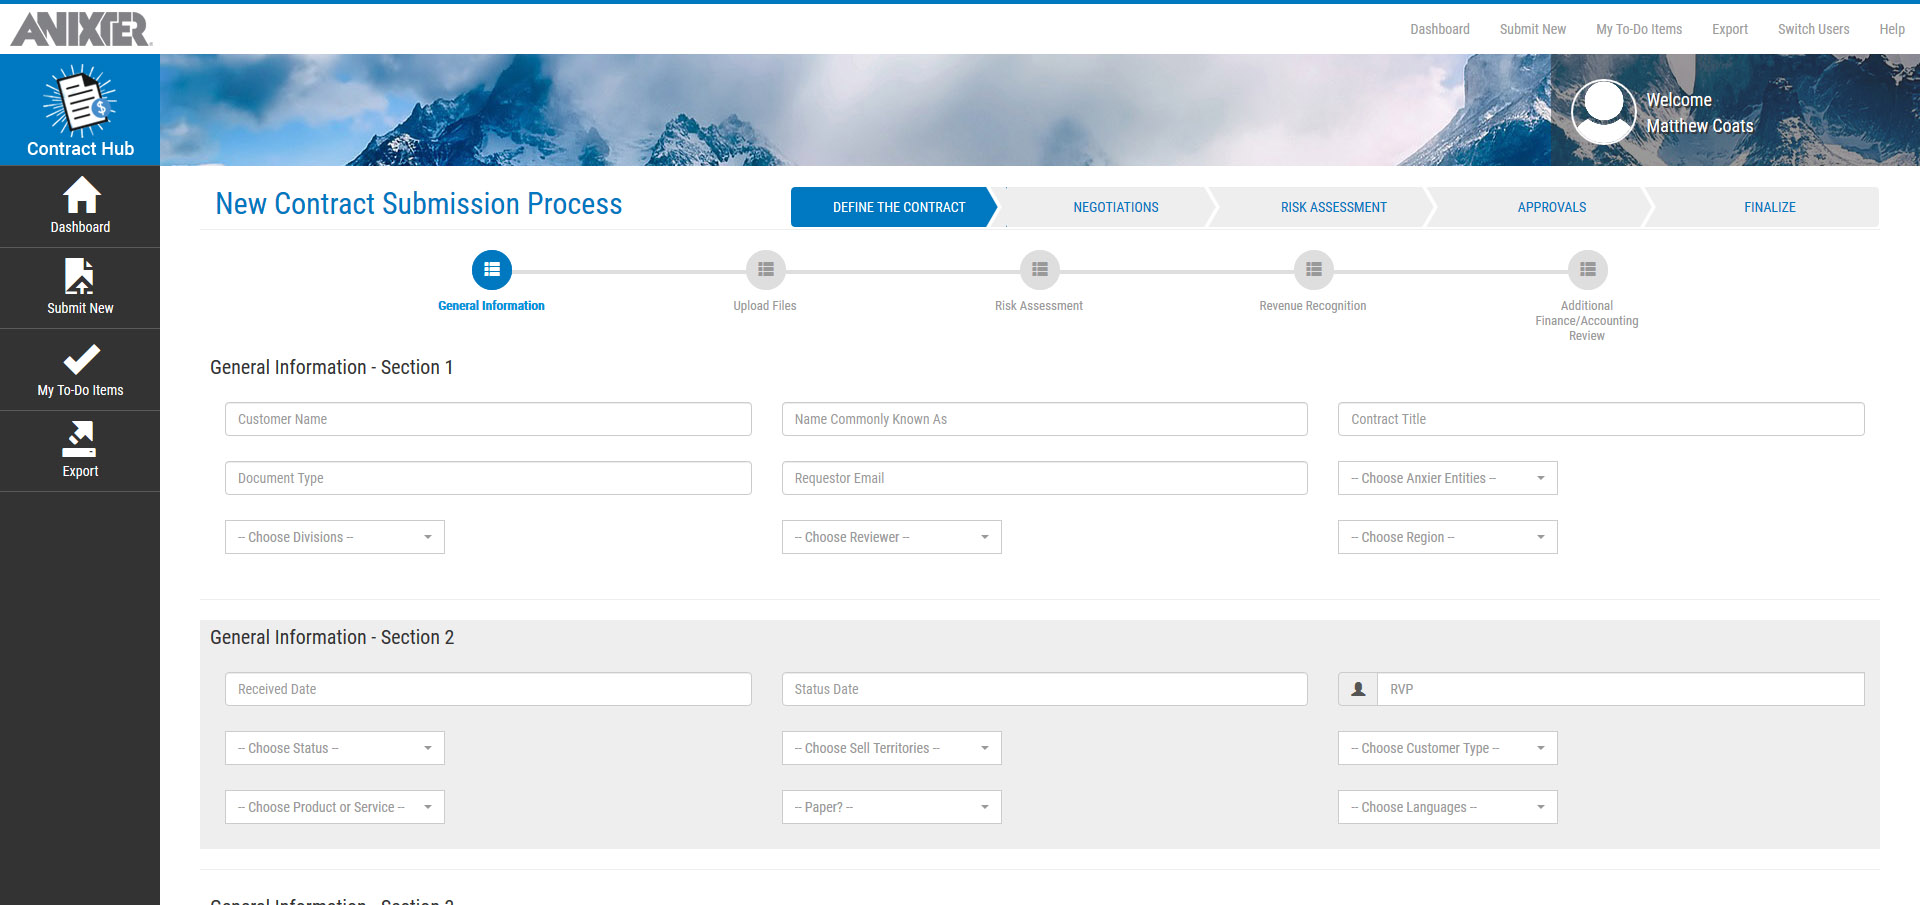 ANIXTER
Dashboard Submit New My To-Do Items Export Switch Users Help
$
Contract Hub
Welcome
Matthew Coats
Dashboard
Submit New
My To-Do Items
Export
New Contract Submission Process
DEFINE THE CONTRACT NEGOTIATIONS RISK ASSESSMENT APPROVALS FINALIZE
General Information Upload Files Risk Assessment Revenue Recognition Additional
Finance/Accounting
Review
General Information - Section 1
Customer Name Name Commonly Known As Contract Title
Document Type Requestor Email -- Choose Anxier Entities --
-- Choose Divisions -- -- Choose Reviewer -- -- Choose Region --
General Information - Section 2
Received Date Status Date RVP
-- Choose Status -- -- Choose Sell Territories -- -- Choose Customer Type --
-- Choose Product or Service -- -- Paper? -- -- Choose Languages --
General Information - Section